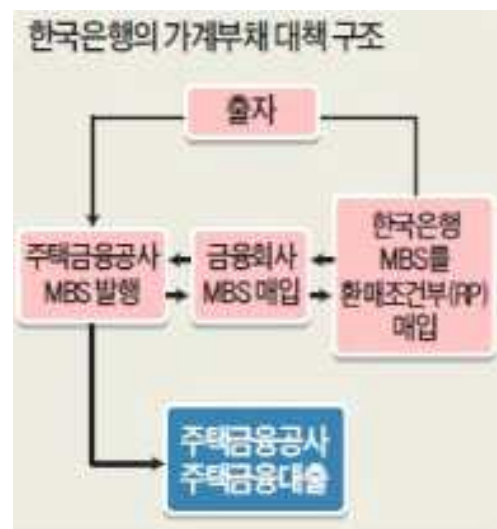 한국은행의 가계부채 대책 구조
출자
주택금융공사
MBS 발행
금융회사
MBS 매입
한국은행
MBS를
환매조건부(RP)
매입
주택금융공사
주택금융대출